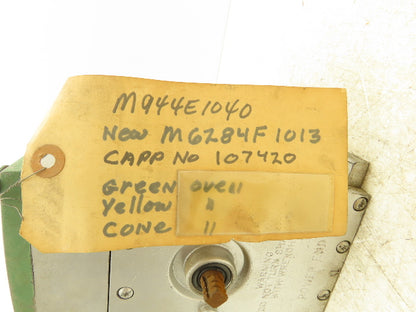 M944E1040
New M6284F1013
CAPP NO 107420
Green oven
Yellow "
CONE "